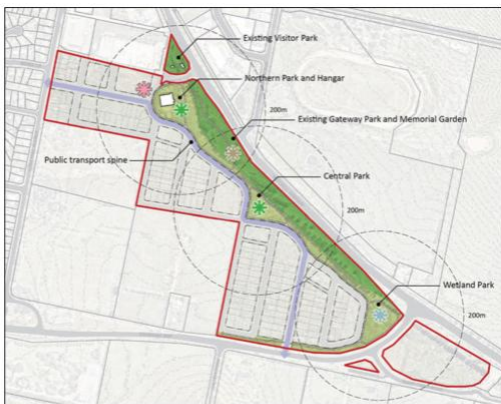 Existing Visitor Park
Northern Park and Hangar
200m
Existing Gateway Park and Memorial Garden
Public transport spine
Central Park
200m
Wetland Park
200m